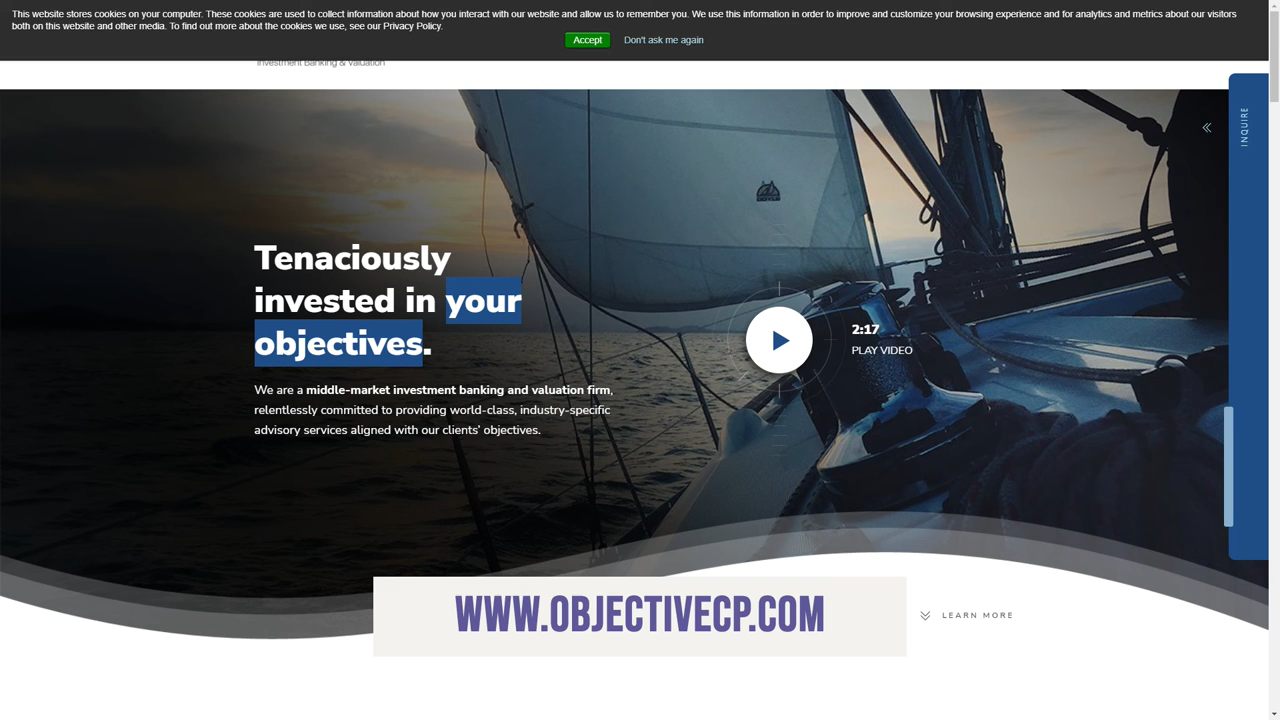 This website stores cookies on your computer. These cookies are used to collect information about how you interact with our website and allow us to remember you. We use this information in order to improve and customize your browsing experience and for analytics and metrics about our visitors
both on this website and other media. To find out more about the cookies we use, see our Privacy Policy.
Accept Don't ask me again
Investment Banking & Valuation
INQUIRE
Tenaciously
invested in your
objectives.
2:17
PLAY VIDEO
We are a middle-market investment banking and valuation firm,
relentlessly committed to providing world-class, industry-specific
advisory services aligned with our clients' objectives.
WWW.OBJECTIVECP.COM
LEARN MORE